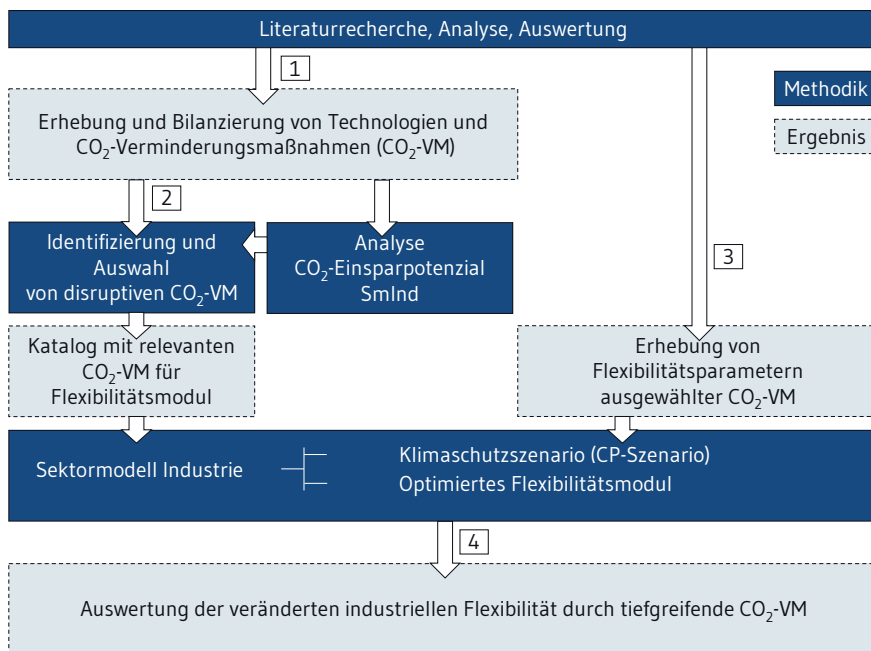 Literaturrecherche, Analyse, Auswertung
1
Methodik
Ergebnis
Erhebung und Bilanzierung von Technologien und
CO₂-Verminderungsmaßnahmen (CO₂-VM)
2
Identifizierung und
Auswahl
von disruptiven CO₂-VM
Analyse
CO₂-Einsparpotenzial
SmInd
3
Katalog mit relevanten
CO₂-VM für
Flexibilitätsmodul
Erhebung von
Flexibilitätsparametern
ausgewählter CO₂-VM
Sektormodell Industrie
Klimaschutzszenario (CP-Szenario)
Optimiertes Flexibilitätsmodul
4
Auswertung der veränderten industriellen Flexibilität durch tiefgreifende CO₂-VM